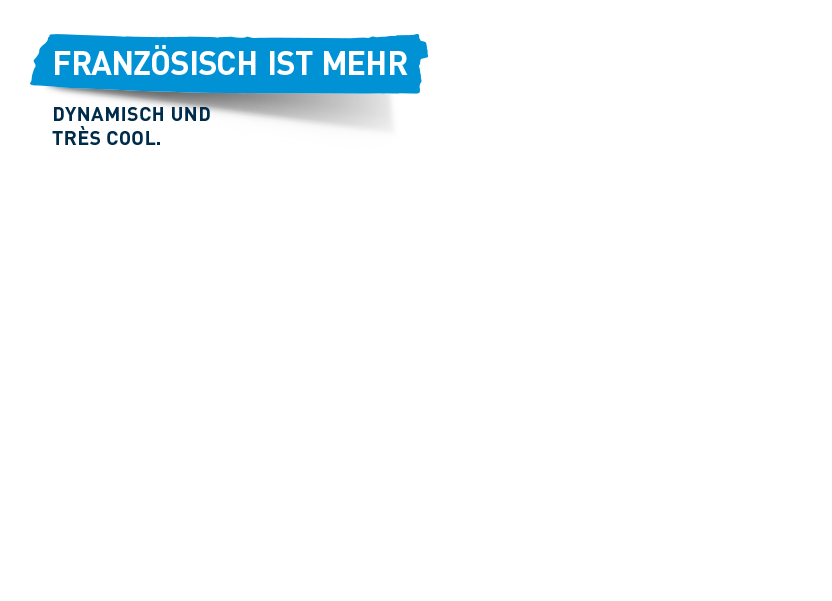 FRANZÖSISCH IST MEHR
DYNAMISCH UND
TRÈS COOL.